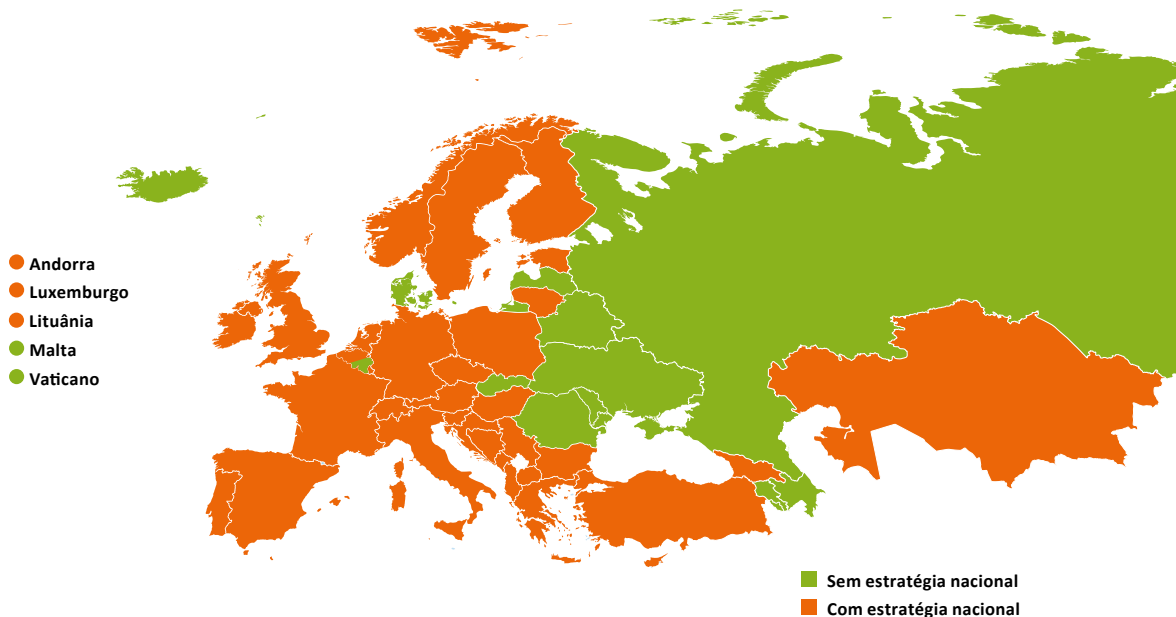 Andorra
Luxemburgo
Lituânia
Malta
Vaticano
Sem estratégia nacional
Com estratégia nacional